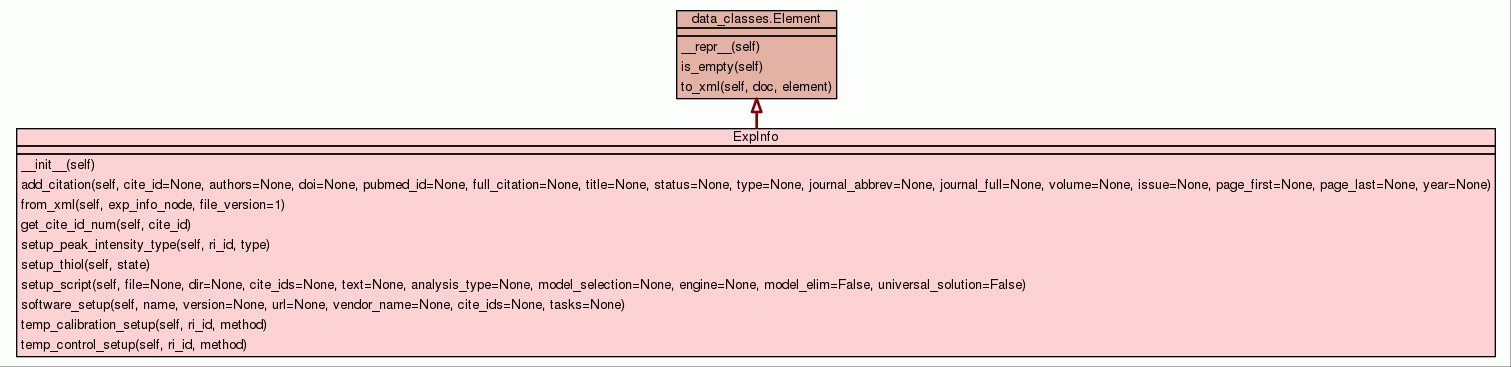 data_classes.Element
__repr__(self)
is_empty(self)
to_xml(self, doc, element)
ExpInfo
__init__(self)
add_citation(self, cite_id=None, authors=None, doi=None, pubmed_id=None, full_citation=None, title=None, status=None, type=None, journal_abbrev=None, journal_full=None, volume=None, issue=None, page_first=None, page_last=None, year=None)
from_xml(self, exp_info_node, file_version=1)
get_cite_id_num(self, cite_id)
setup_peak_intensity_type(self, ri_id, type)
setup_thiol(self, state)
setup_script(self, file=None, dir=None, cite_ids=None, text=None, analysis_type=None, model_selection=None, engine=None, model_elim=False, universal_solution=False)
software_setup(self, name, version=None, url=None, vendor_name=None, cite_ids=None, tasks=None)
temp_calibration_setup(self, ri_id, method)
temp_control_setup(self, ri_id, method)